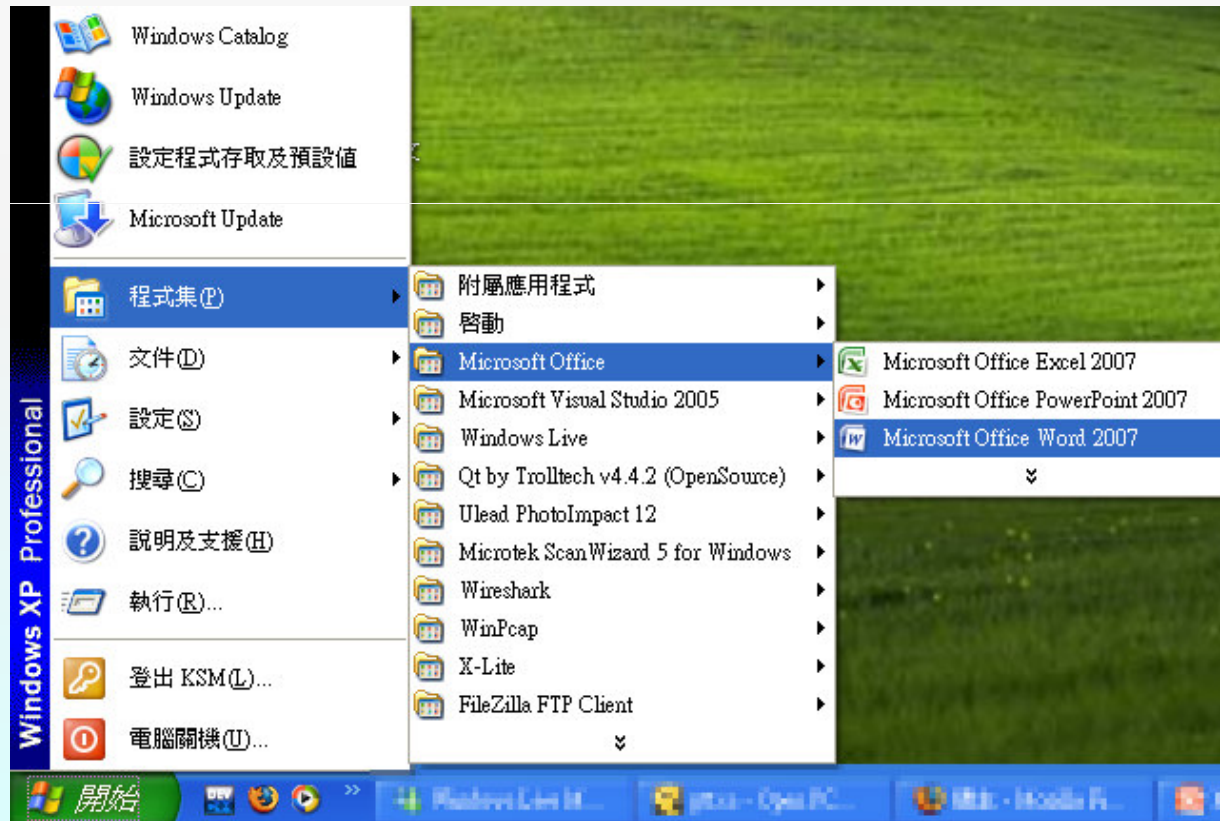 Windows Catalog
Windows Update
設定程式存取及預設值
Microsoft Update
程式集(P)
文件(D)
設定(S)
搜尋(C)
說明及支援(H)
執行(R)...
登出 KSM(L)...
電腦關機(U)...
Windows XP Professional
附屬應用程式
啓動
Microsoft Office
Microsoft Visual Studio 2005
Windows Live
Qt by Trolltech v4.4.2 (OpenSource)
Ulead PhotoImpact 12
Microtek ScanWizard 5 for Windows
Wireshark
WinPcap
X-Lite
FileZilla FTP Client
Microsoft Office Excel 2007
Microsoft Office PowerPoint 2007
Microsoft Office Word 2007
開始
DEV